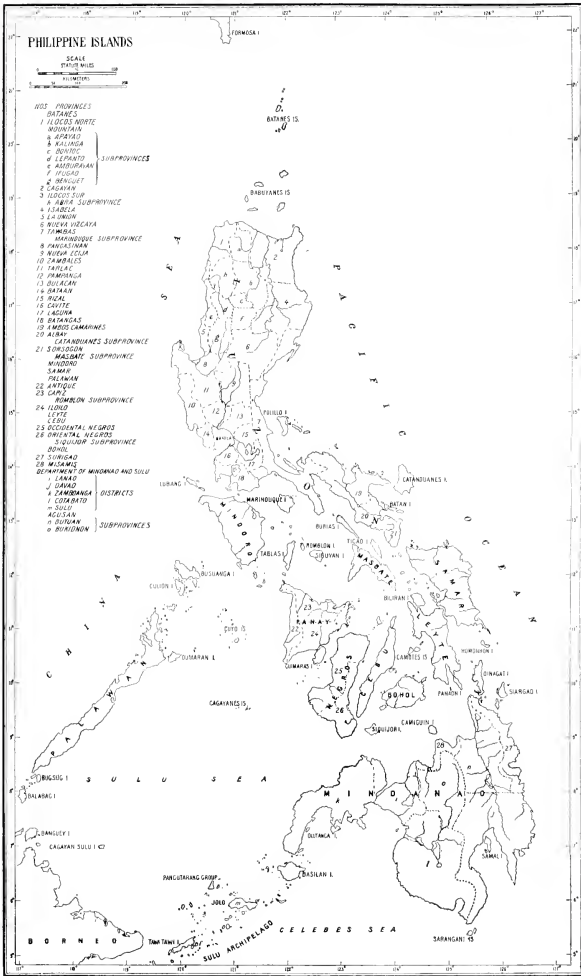 PHILIPPINE ISLANDS
SCALE
STATUTE MILES
KILOMETERS
NOS PROVINCES
BATANES
1 ILOCOS NORTE
MOUNTAIN
a APAYAO
b KALINGA
c BONTOC
d LEPANTO
e AMBURAYAN
f IFUGAO
g BENGUET
SUBPROVINCES
2 CAGAYAN
3 ILOCOS SUR
h ABRA SUBPROVINCE
4 ISABELA
5 LA UNION
6 NUEVA VIZCAYA
7 TAYABAS
MARINDUQUE SUBPROVINCE
8 PANGASINAN
9 NUEVA ECIJA
10 ZAMBALES
11 TARLAC
12 PAMPANGA
13 BULACAN
14 BATAAN
15 RIZAL
16 CAVITE
17 LAGUNA
18 BATANGAS
19 AMBOS CAMARINES
20 ALBAY
CATANDUANES SUBPROVINCE
21 SORSOGON
MASBATE SUBPROVINCE
MINDORO
SAMAR
PALAWAN
22 ANTIQUE
23 CAPIZ
ROMBLON SUBPROVINCE
24 ILOILO
LEYTE
CEBU
25 OCCIDENTAL NEGROS
26 ORIENTAL NEGROS
SIQUIJOR SUBPROVINCE
BOHOL
27 SURIGAO
28 MISAMIS
DEPARTMENT OF MINDANAO AND SULU
i LANAO
j DAVAO
k ZAMBOANGA
l COTABATO
m SULU
DISTRICTS
AGUSAN
n BUTUAN
o BUKIDNON
SUBPROVINCES
FORMOSA I
BATANES IS.
BABUYANES IS
CHINA SEA
PACIFIC OCEAN
LUZON
POLILLO I
MANILA
LUBANG I
MARINDUQUE I
CATANDUANES I.
BATAN I
MINDORO
BURIAS I
TICAO I
ROMBLON I
SIBUYAN I
TABLAS I
MASBATE
SAMAR
BUSUANGA I
CULION I
BILIRAN I
LEYTE
CUYO IS
PANAY
HOMONHON I
DUMARAN I.
GUIMARAS I
NEGROS
CEBU
CAMOTES IS
DINAGAT I
SIARGAO I
BOHOL
PANAON I
CAGAYANES IS
SIQUIJOR I.
CAMIGUIN I
PALAWAN
BUGSUG I
SULU SEA
BALABAC I
MINDANAO
BANGUEY I
CAGAYAN SULU I
OLUTANGA
SAMAL I
BASILAN I.
PANGUTARANG GROUP
JOLO
SARANGANI IS
BORNEO
TAWI TAWI I
SULU ARCHIPELAGO
CELEBES SEA